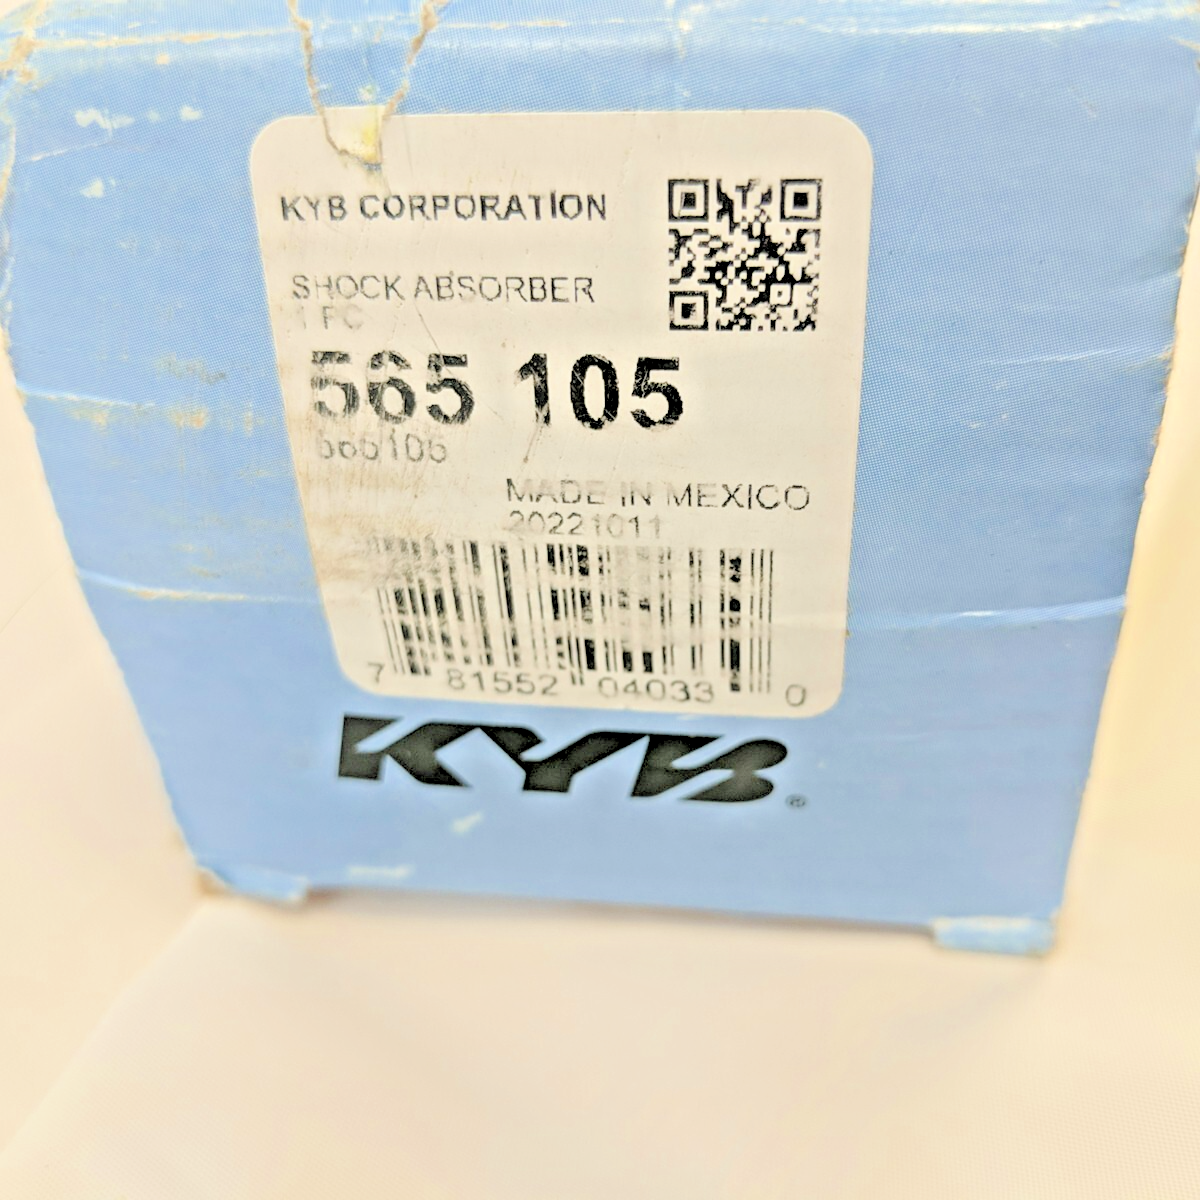 KYB CORPORATION
SHOCK ABSORBER
1 PC
565 105
565105
MADE IN MEXICO
20221011
7 81552 04033 0
KYB®